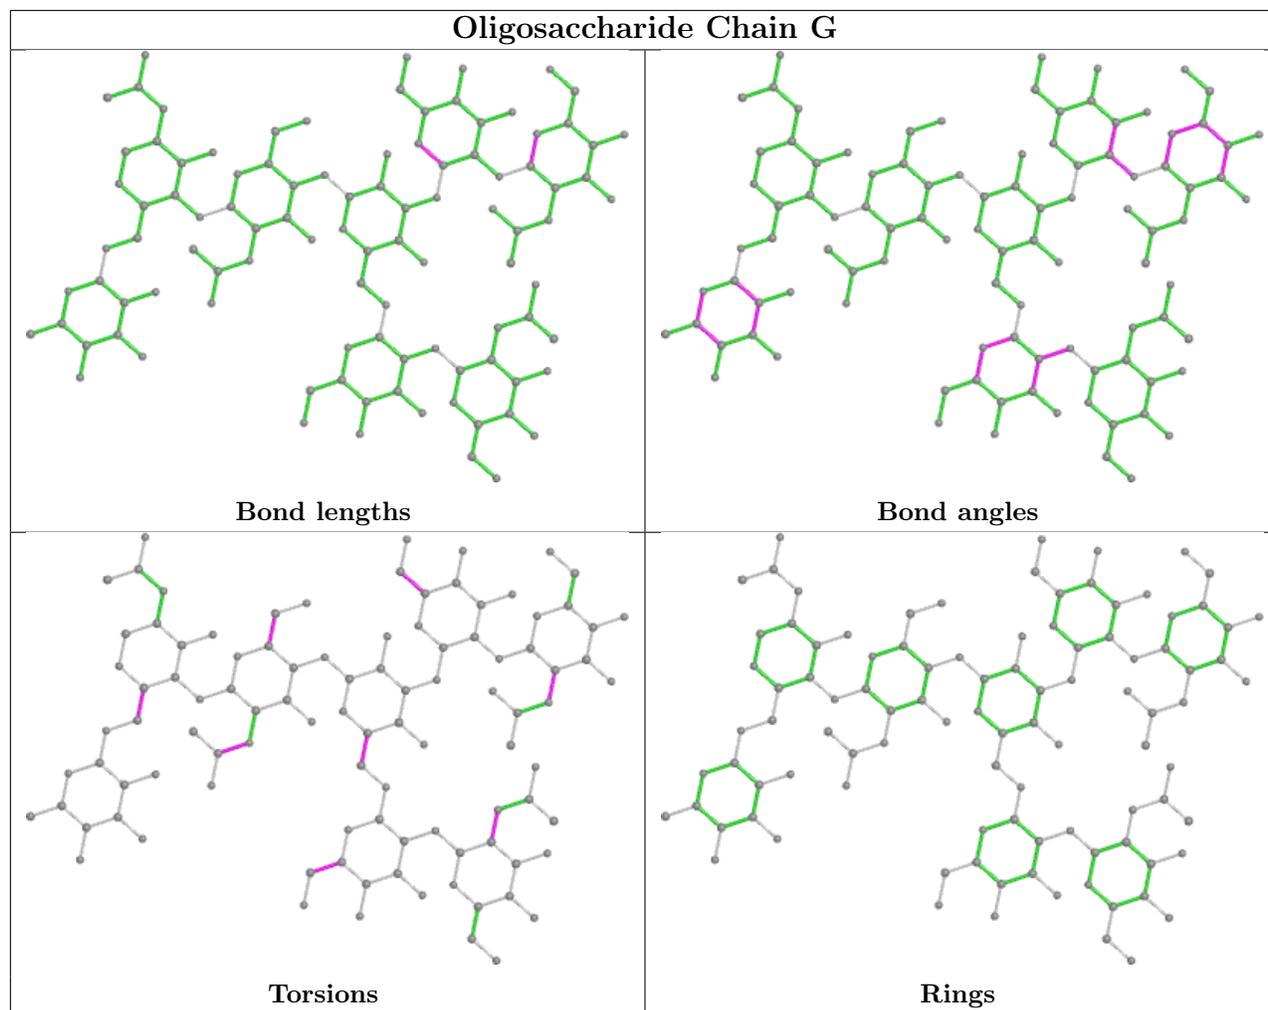 Oligosaccharide Chain G
Bond lengths
Bond angles
Torsions
Rings